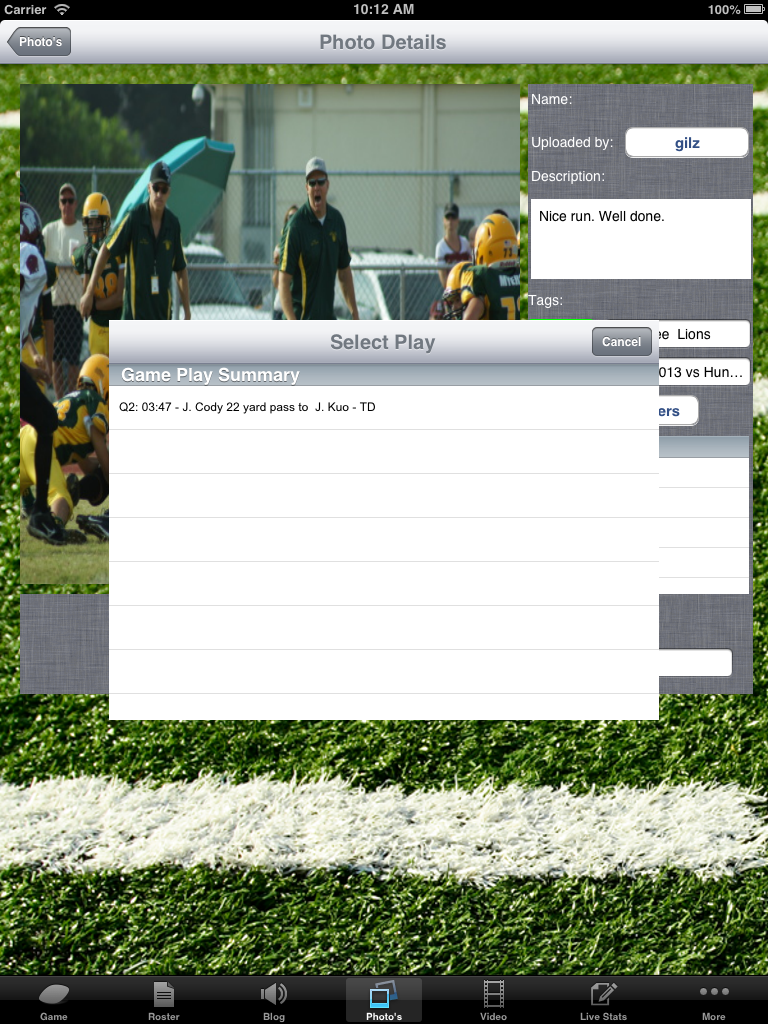 Carrier 10:12 AM 100%
Photo's
Photo Details
Name:
Uploaded by: gilz
Description:
Nice run. Well done.
Tags:
Lions
Select Play
Cancel
013 vs Hun...
Game Play Summary
Q2: 03:47 - J. Cody 22 yard pass to J. Kuo - TD
Game
Roster
Blog
Photo's
Video
Live Stats
More